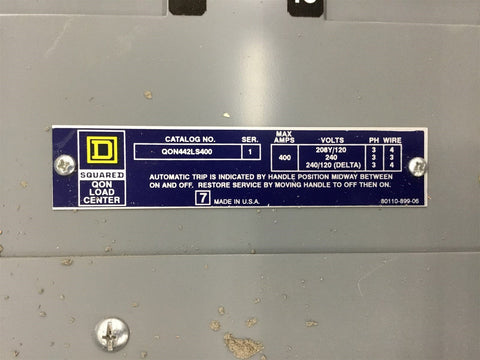 D
SQUARE D
QON
LOAD
CENTER
CATALOG NO. SER.
QON442LS400 1
MAX
AMPS VOLTS PH WIRE
400
208Y/120 3 4
240 3 3
240/120 (DELTA) 3 4
AUTOMATIC TRIP IS INDICATED BY HANDLE POSITION MIDWAY BETWEEN
ON AND OFF. RESTORE SERVICE BY MOVING HANDLE TO OFF THEN ON.
7 MADE IN U.S.A.
80110-899-06